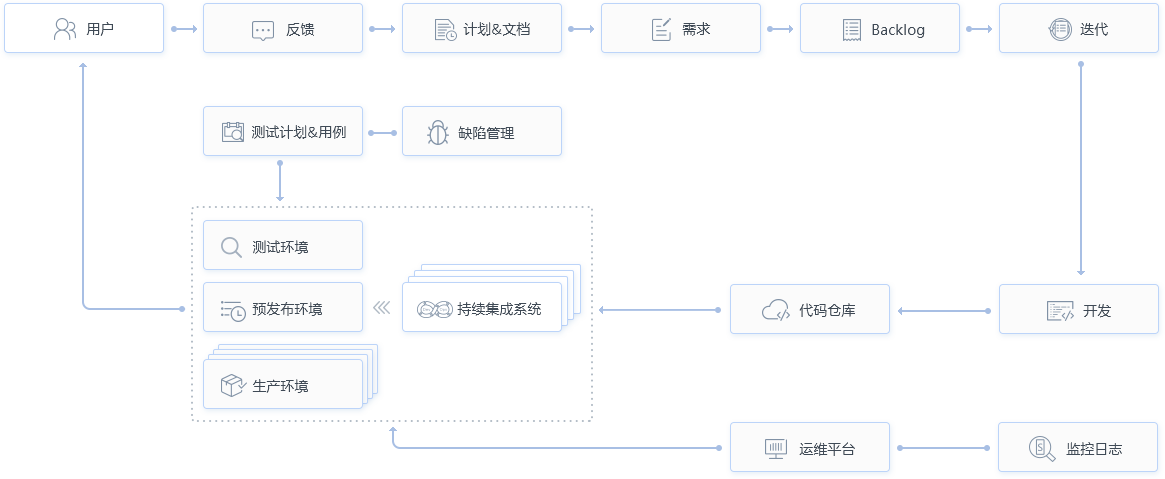 用户
反馈
计划&文档
需求
Backlog
迭代
测试计划&用例
缺陷管理
测试环境
预发布环境
持续集成系统
代码仓库
开发
生产环境
运维平台
监控日志